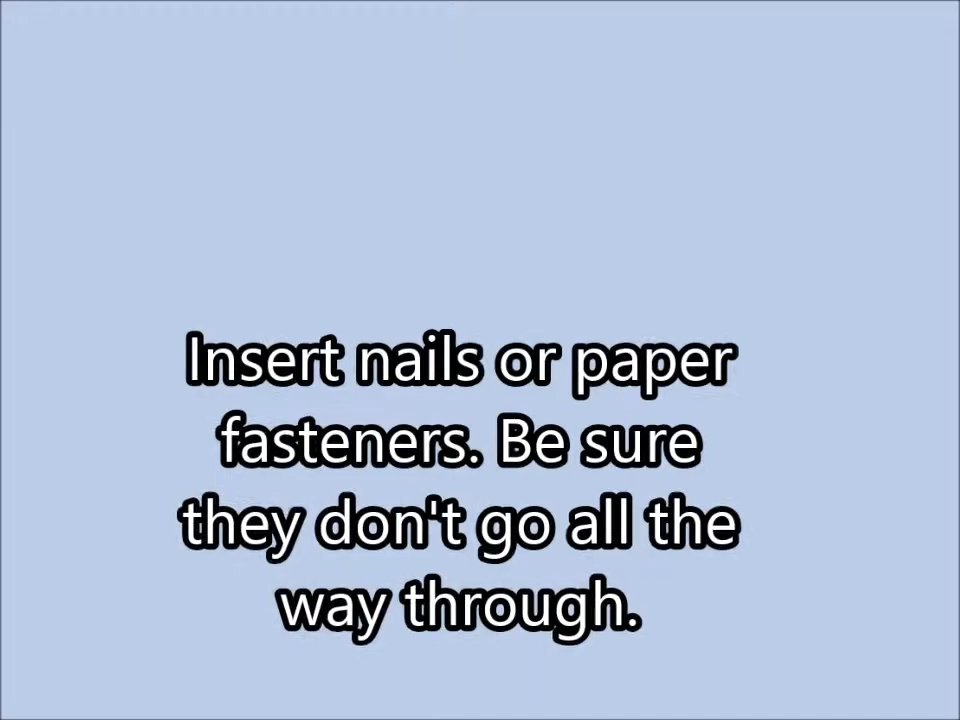 Insert nails or paper
fasteners. Be sure
they don't go all the
way through.